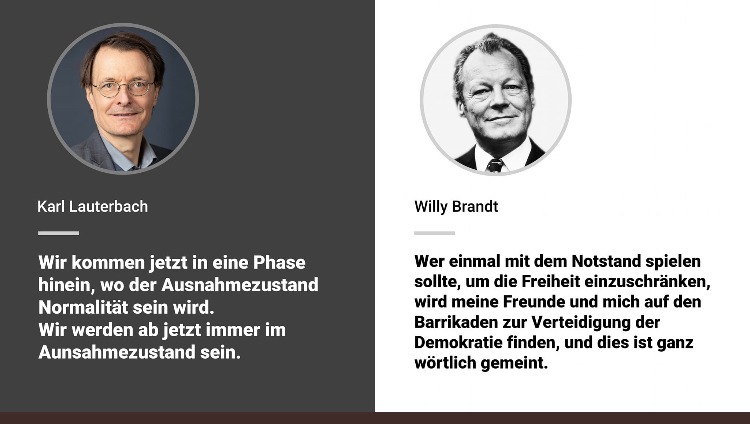 Karl Lauterbach
Wir kommen jetzt in eine Phase
hinein, wo der Ausnahmezustand
Normalität sein wird.
Wir werden ab jetzt immer im
Aunsahmezustand sein.
Willy Brandt
Wer einmal mit dem Notstand spielen
sollte, um die Freiheit einzuschränken,
wird meine Freunde und mich auf den
Barrikaden zur Verteidigung der
Demokratie finden, und dies ist ganz
wörtlich gemeint.